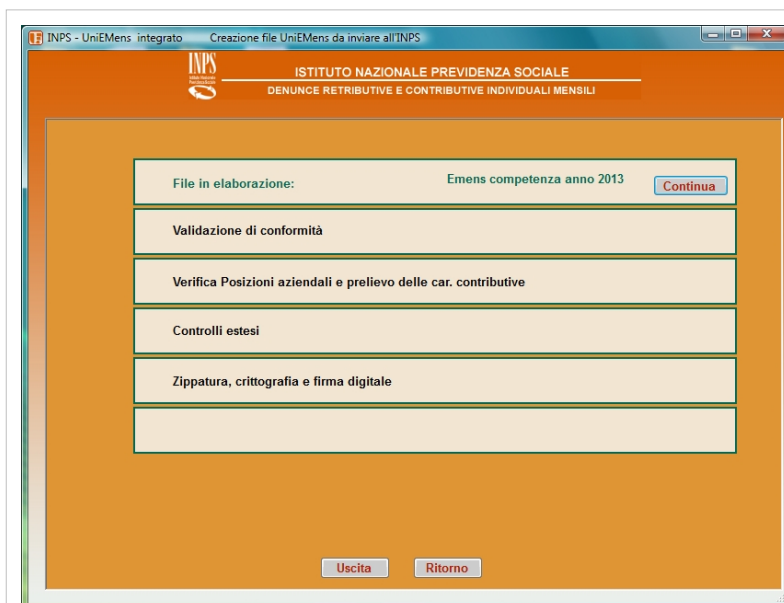 INPS - UniEMens integrato Creazione file UniEMens da inviare all'INPS
INPS
ISTITUTO NAZIONALE PREVIDENZA SOCIALE
DENUNCE RETRIBUTIVE E CONTRIBUTIVE INDIVIDUALI MENSILI
File in elaborazione: Emens competenza anno 2013 Continua
Validazione di conformità
Verifica Posizioni aziendali e prelievo delle car. contributive
Controlli estesi
Zippatura, crittografia e firma digitale
Uscita Ritorno